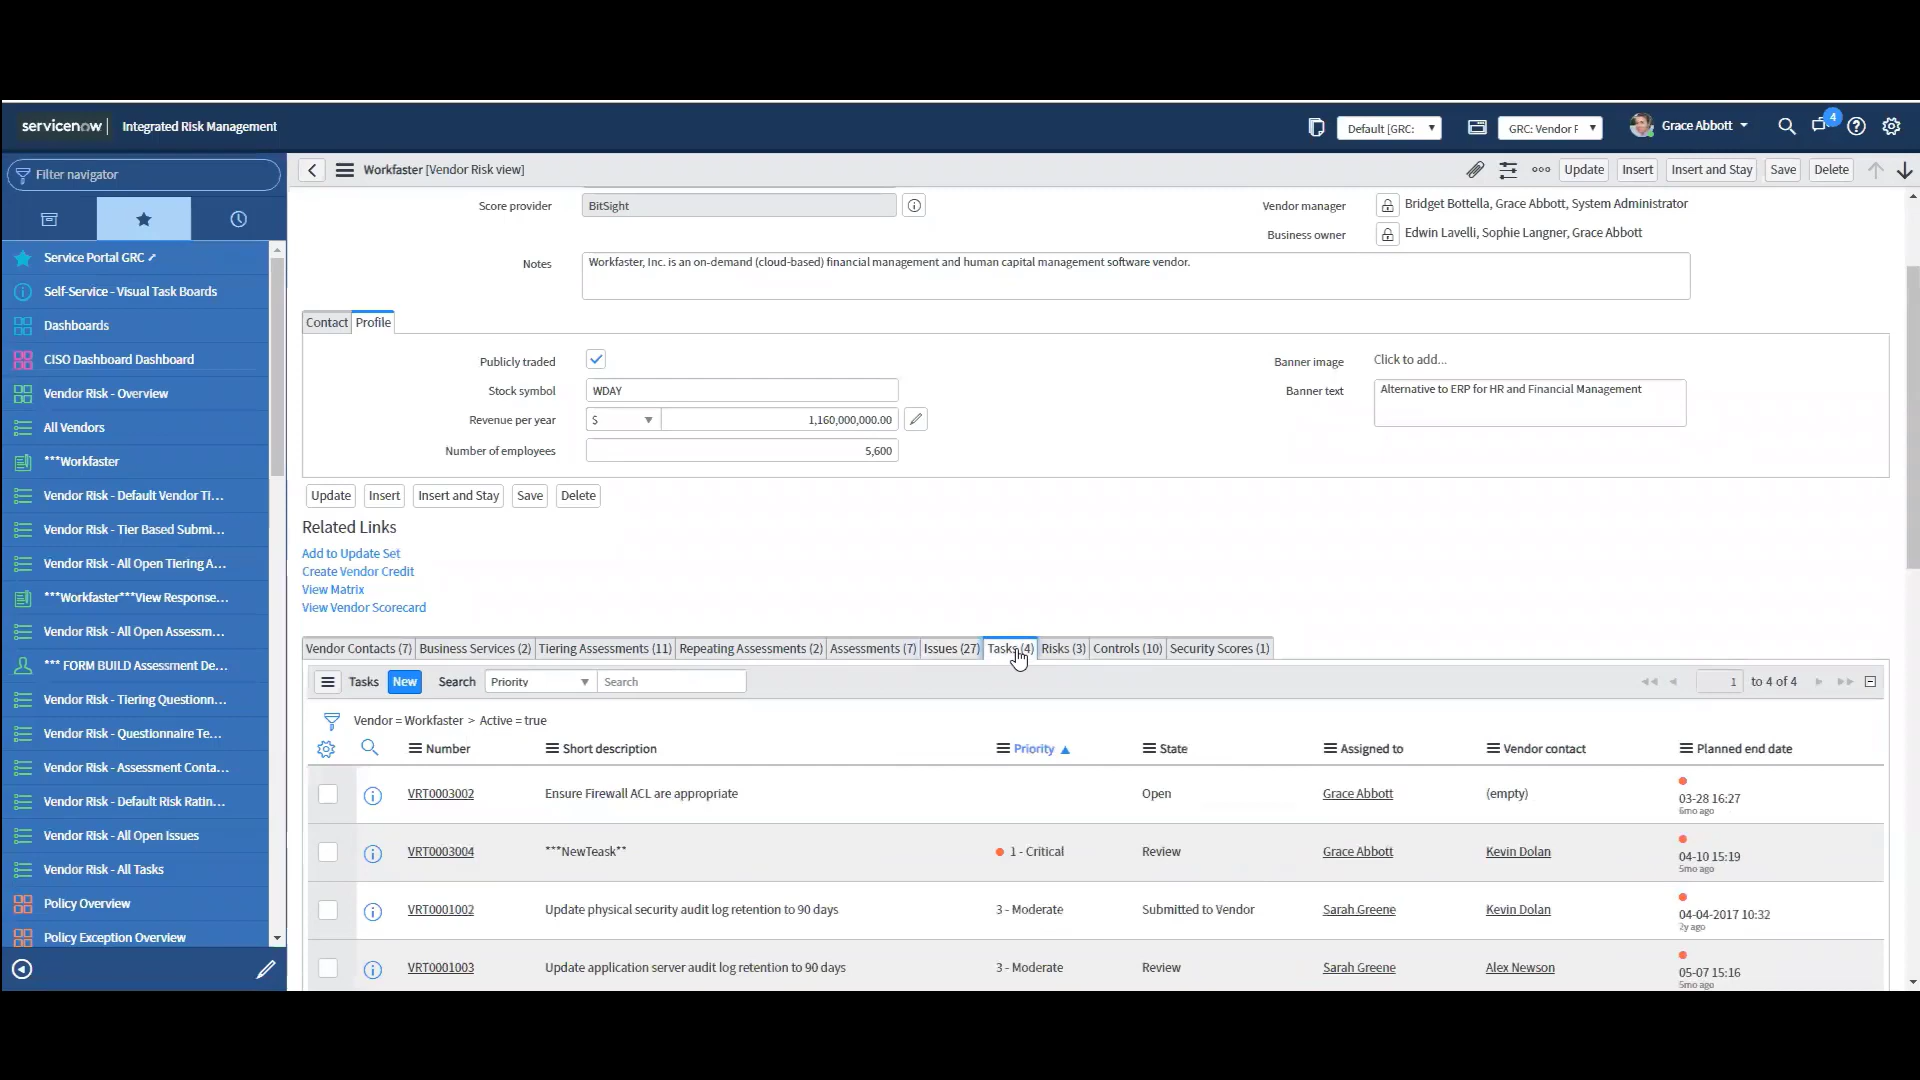 servicenow | Integrated Risk Management
Default [GRC:
GRC: Vendor F
Grace Abbott
4
Filter navigator
Service Portal GRC
Self-Service - Visual Task Boards
Dashboards
CISO Dashboard Dashboard
Vendor Risk - Overview
All Vendors
***Workfaster
Vendor Risk - Default Vendor Ti...
Vendor Risk - Tier Based Submi...
Vendor Risk - All Open Tiering A...
***Workfaster***View Response...
Vendor Risk - All Open Assessm...
*** FORM BUILD Assessment De...
Vendor Risk - Tiering Questionn...
Vendor Risk - Questionnaire Te...
Vendor Risk - Assessment Conta...
Vendor Risk - Default Risk Ratin...
Vendor Risk - All Open Issues
Vendor Risk - All Tasks
Policy Overview
Policy Exception Overview
Workfaster [Vendor Risk view]
Update Insert Insert and Stay Save Delete
Score provider BitSight
Vendor manager Bridget Bottella, Grace Abbott, System Administrator
Business owner Edwin Lavelli, Sophie Langner, Grace Abbott
Notes Workfaster, Inc. is an on-demand (cloud-based) financial management and human capital management software vendor.
Contact Profile
Publicly traded
Banner image Click to add...
Stock symbol WDAY
Banner text Alternative to ERP for HR and Financial Management
Revenue per year $ 1,160,000,000.00
Number of employees 5,600
Update Insert Insert and Stay Save Delete
Related Links
Add to Update Set
Create Vendor Credit
View Matrix
View Vendor Scorecard
Vendor Contacts (7) Business Services (2) Tiering Assessments (11) Repeating Assessments (2) Assessments (7) Issues (27) Tasks (4) Risks (3) Controls (10) Security Scores (1)
Tasks New Search Priority Search 1 to 4 of 4
Vendor = Workfaster > Active = true
Number Short description Priority State Assigned to Vendor contact Planned end date
VRT0003002 Ensure Firewall ACL are appropriate Open Grace Abbott (empty) 03-28 16:27
6mo ago
VRT0003004 ***NewTeask** 1 - Critical Review Grace Abbott Kevin Dolan 04-10 15:19
5mo ago
VRT0001002 Update physical security audit log retention to 90 days 3 - Moderate Submitted to Vendor Sarah Greene Kevin Dolan 04-04-2017 10:32
2y ago
VRT0001003 Update application server audit log retention to 90 days 3 - Moderate Review Sarah Greene Alex Newson 05-07 15:16
5mo ago